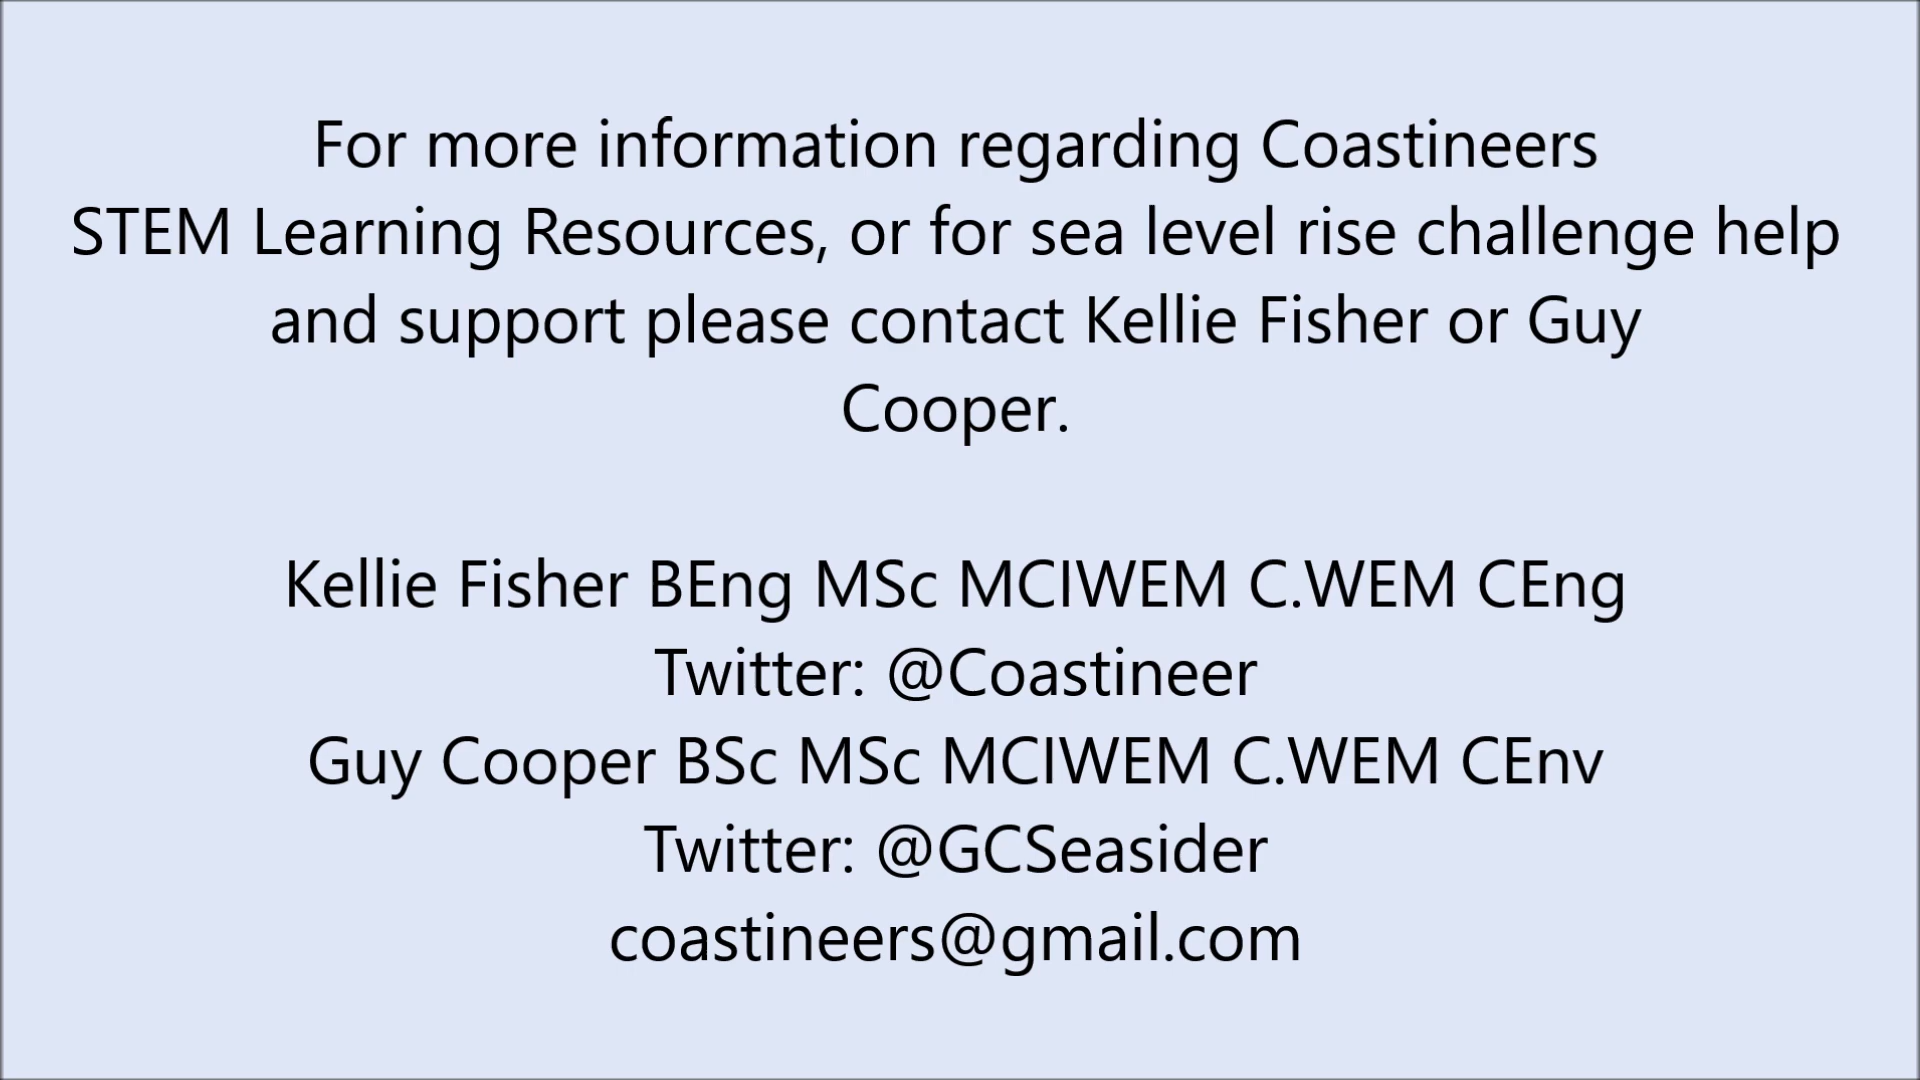 For more information regarding Coastineers
STEM Learning Resources, or for sea level rise challenge help
and support please contact Kellie Fisher or Guy
Cooper.
Kellie Fisher BEng MSc MCIWEM C.WEM CEng
Twitter: @Coastineer
Guy Cooper BSc MSc MCIWEM C.WEM CEnv
Twitter: @GCSeasider
coastineers@gmail.com